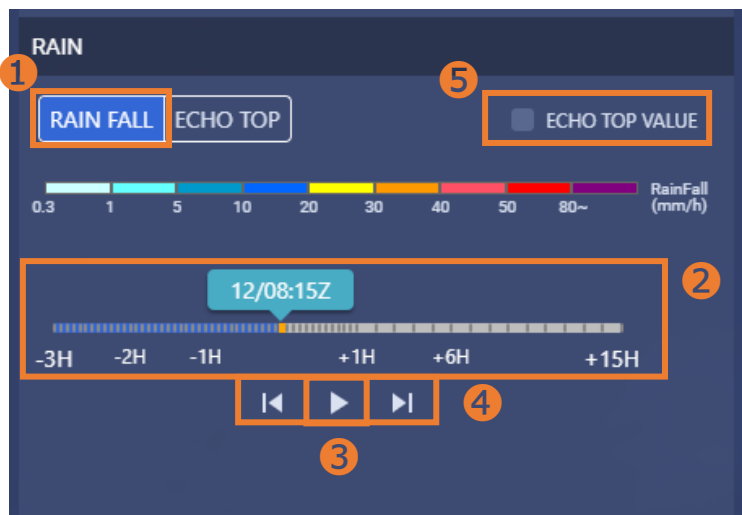 RAIN
1
5
RAIN FALL ECHO TOP
ECHO TOP VALUE
0.3 1 5 10 20 30 40 50 80~
RainFall
(mm/h)
2
12/08:15Z
-3H -2H -1H +1H +6H +15H
4
3